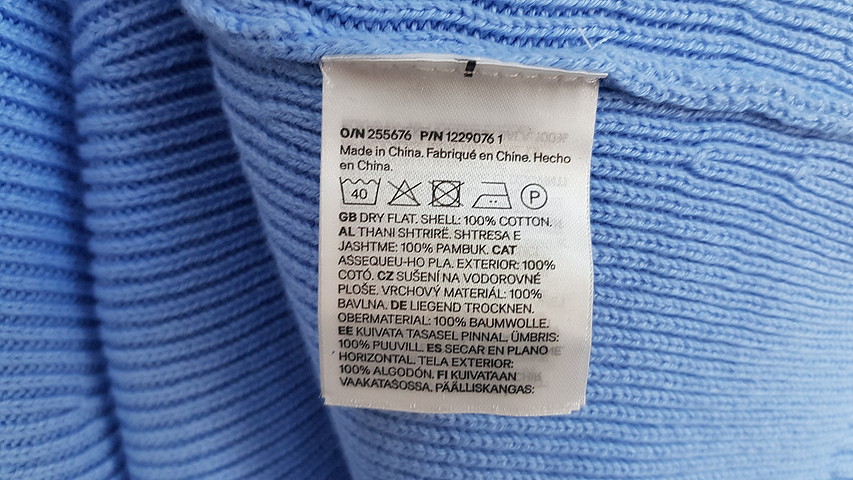 O/N 255676 P/N 1229076 1
Made in China. Fabriqué en Chine. Hecho
en China.
40 P
GB DRY FLAT. SHELL: 100% COTTON.
AL THANI SHTRIRË. SHTRESA E
JASHTME: 100% PAMBUK. CAT
ASSEQUEU-HO PLA. EXTERIOR: 100%
COTÓ. CZ SUŠENÍ NA VODOROVNÉ
PLOŠE. VRCHOVÝ MATERIÁL: 100%
BAVLNA. DE LIEGEND TROCKNEN.
OBERMATERIAL: 100% BAUMWOLLE.
EE KUIVATA TASASEL PINNAL. ÜMBRIS:
100% PUUVILL. ES SECAR EN PLANO
HORIZONTAL. TELA EXTERIOR:
100% ALGODÓN. FI KUIVATAAN
VAAKATASOSSA. PÄÄLLISKANGAS: